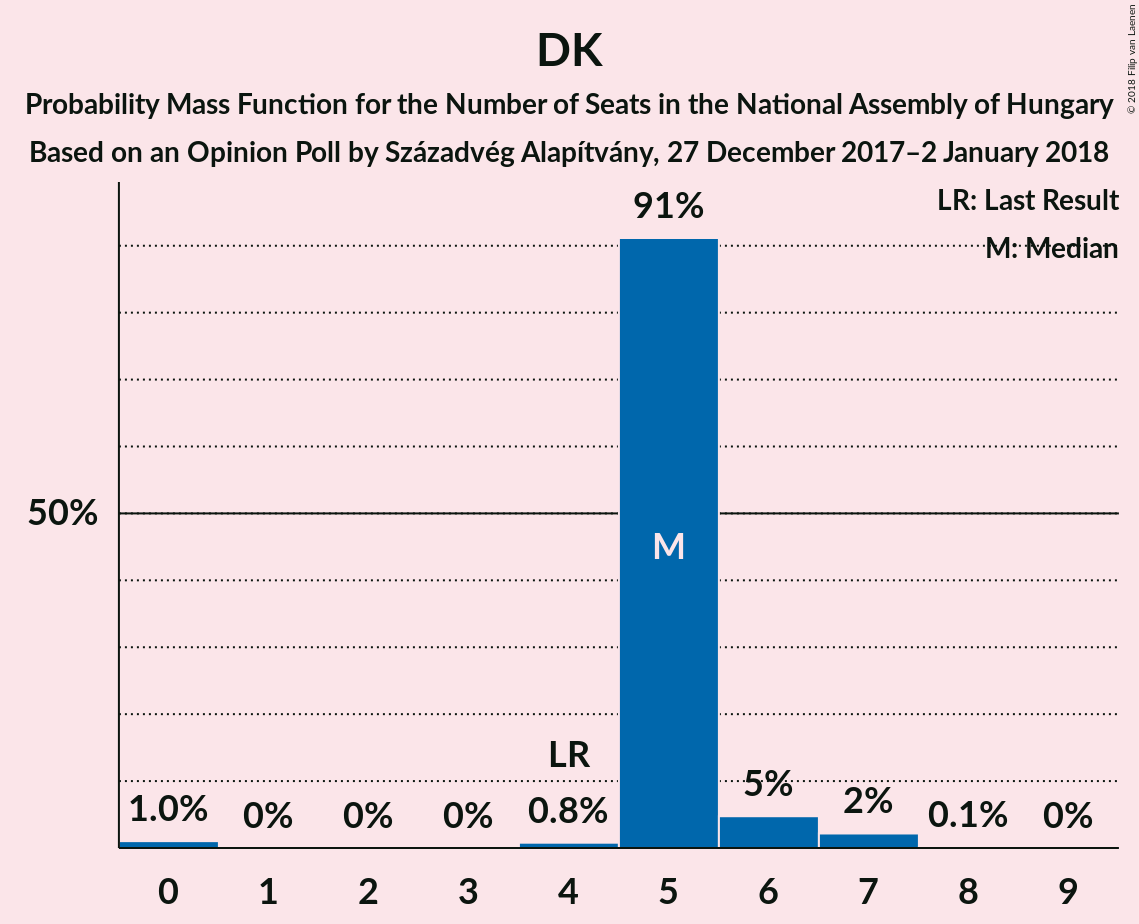 DK
Probability Mass Function for the Number of Seats in the National Assembly of Hungary
Based on an Opinion Poll by Századvég Alapítvány, 27 December 2017–2 January 2018
© 2018 Filip van Laenen
LR: Last Result
M: Median
91%
50%
M
LR
1.0% 0% 0% 0% 0.8% 5% 2% 0.1% 0%
0 1 2 3 4 5 6 7 8 9